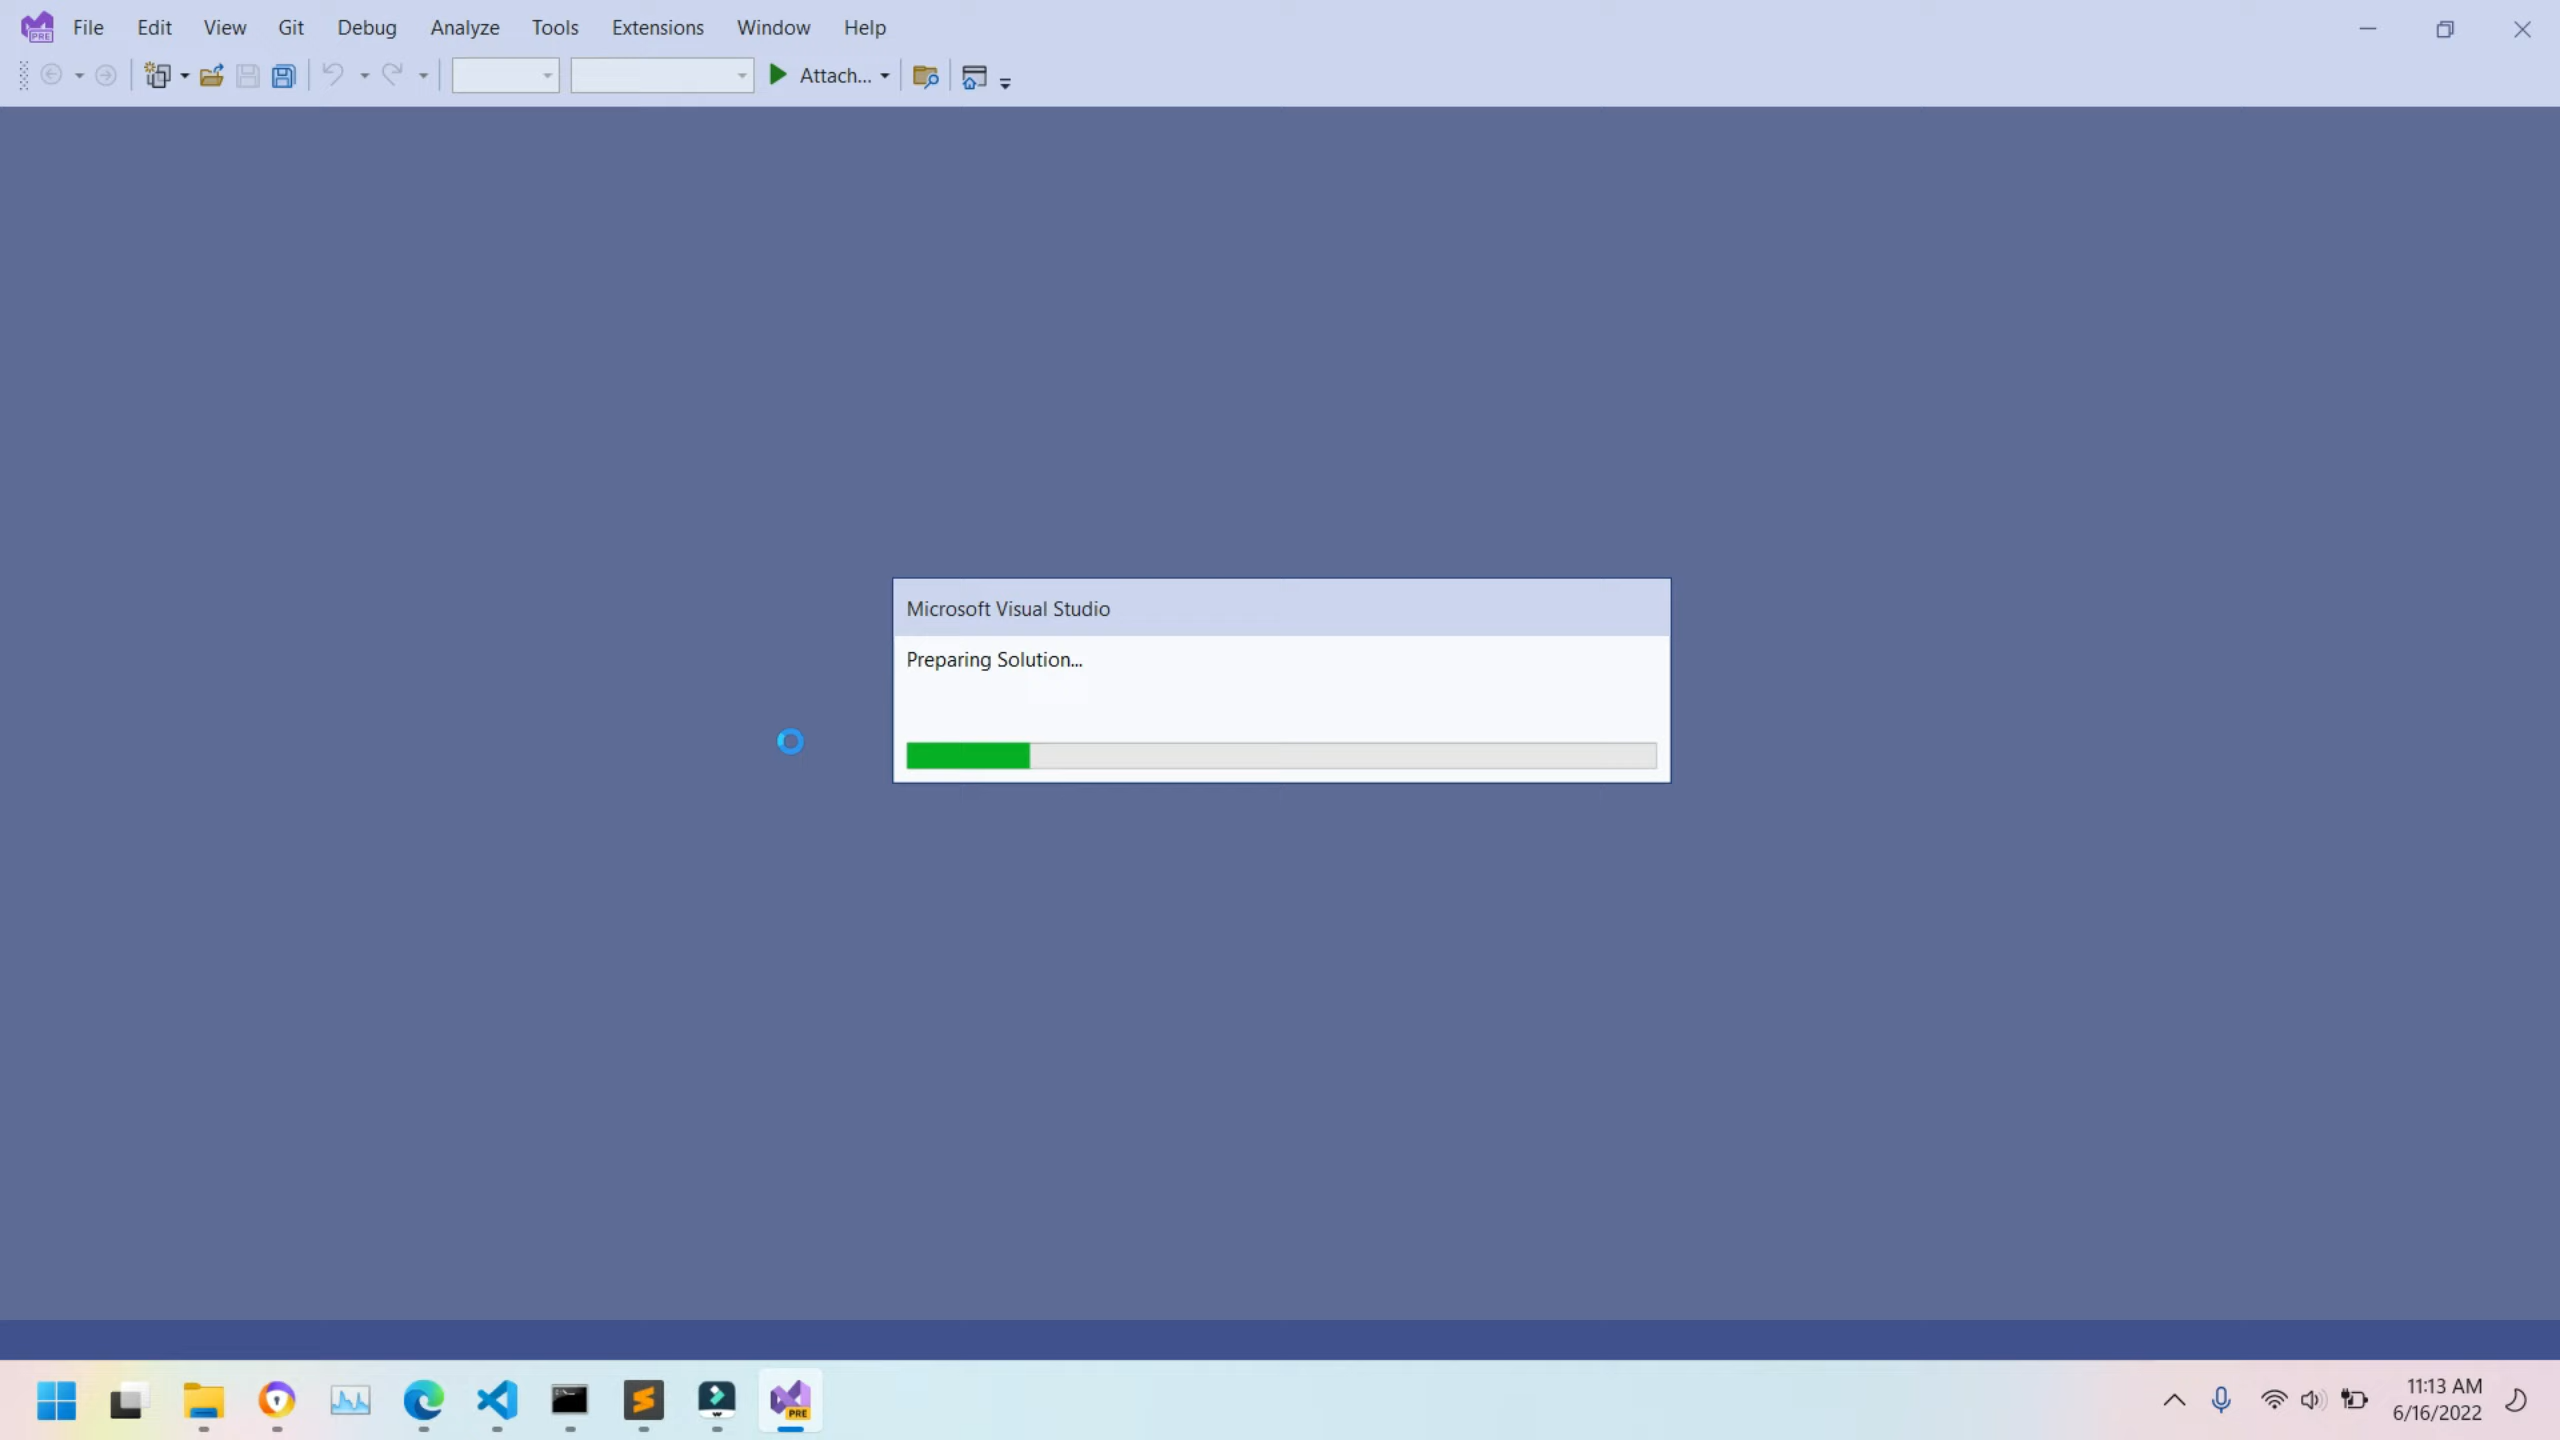 File Edit View Git Debug Analyze Tools Extensions Window Help
Attach...
Microsoft Visual Studio
Preparing Solution...
PRE
11:13 AM
6/16/2022